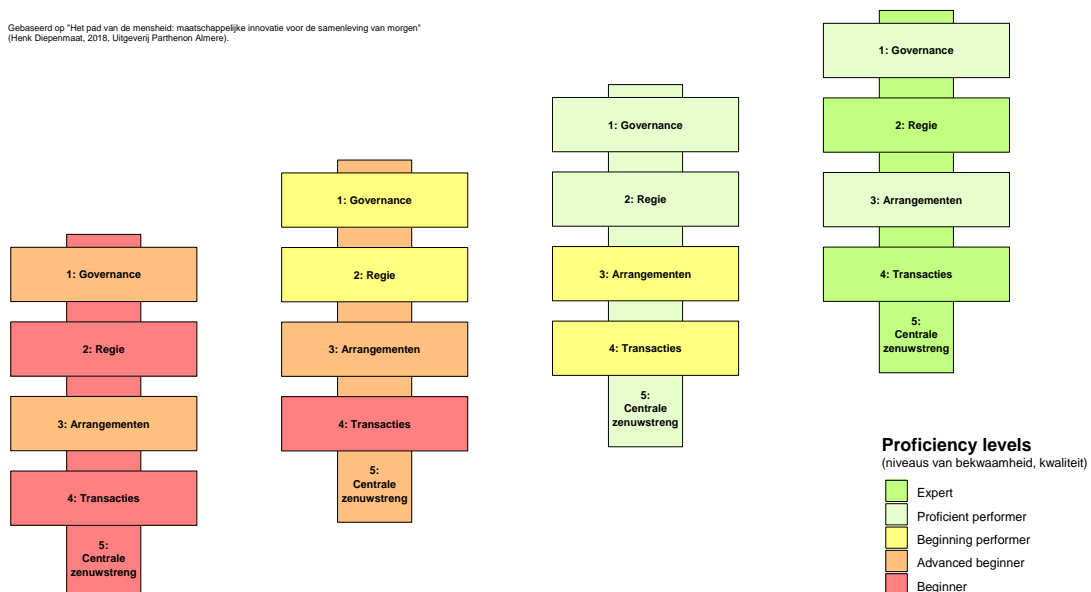 Gebaseerd op "Het pad van de mensheid: maatschappelijke innovatie voor de samenleving van morgen"
(Henk Diepenmaat, 2018, Uitgeverij Parthenon Almere).
1: Governance
2: Regie
3: Arrangementen
4: Transacties
5:
Centrale
zenuwstreng
1: Governance
2: Regie
3: Arrangementen
4: Transacties
5:
Centrale
zenuwstreng
1: Governance
2: Regie
3: Arrangementen
4: Transacties
5:
Centrale
zenuwstreng
1: Governance
2: Regie
3: Arrangementen
4: Transacties
5:
Centrale
zenuwstreng
Proficiency levels
(niveaus van bekwaamheid, kwaliteit)
Expert
Proficient performer
Beginning performer
Advanced beginner
Beginner